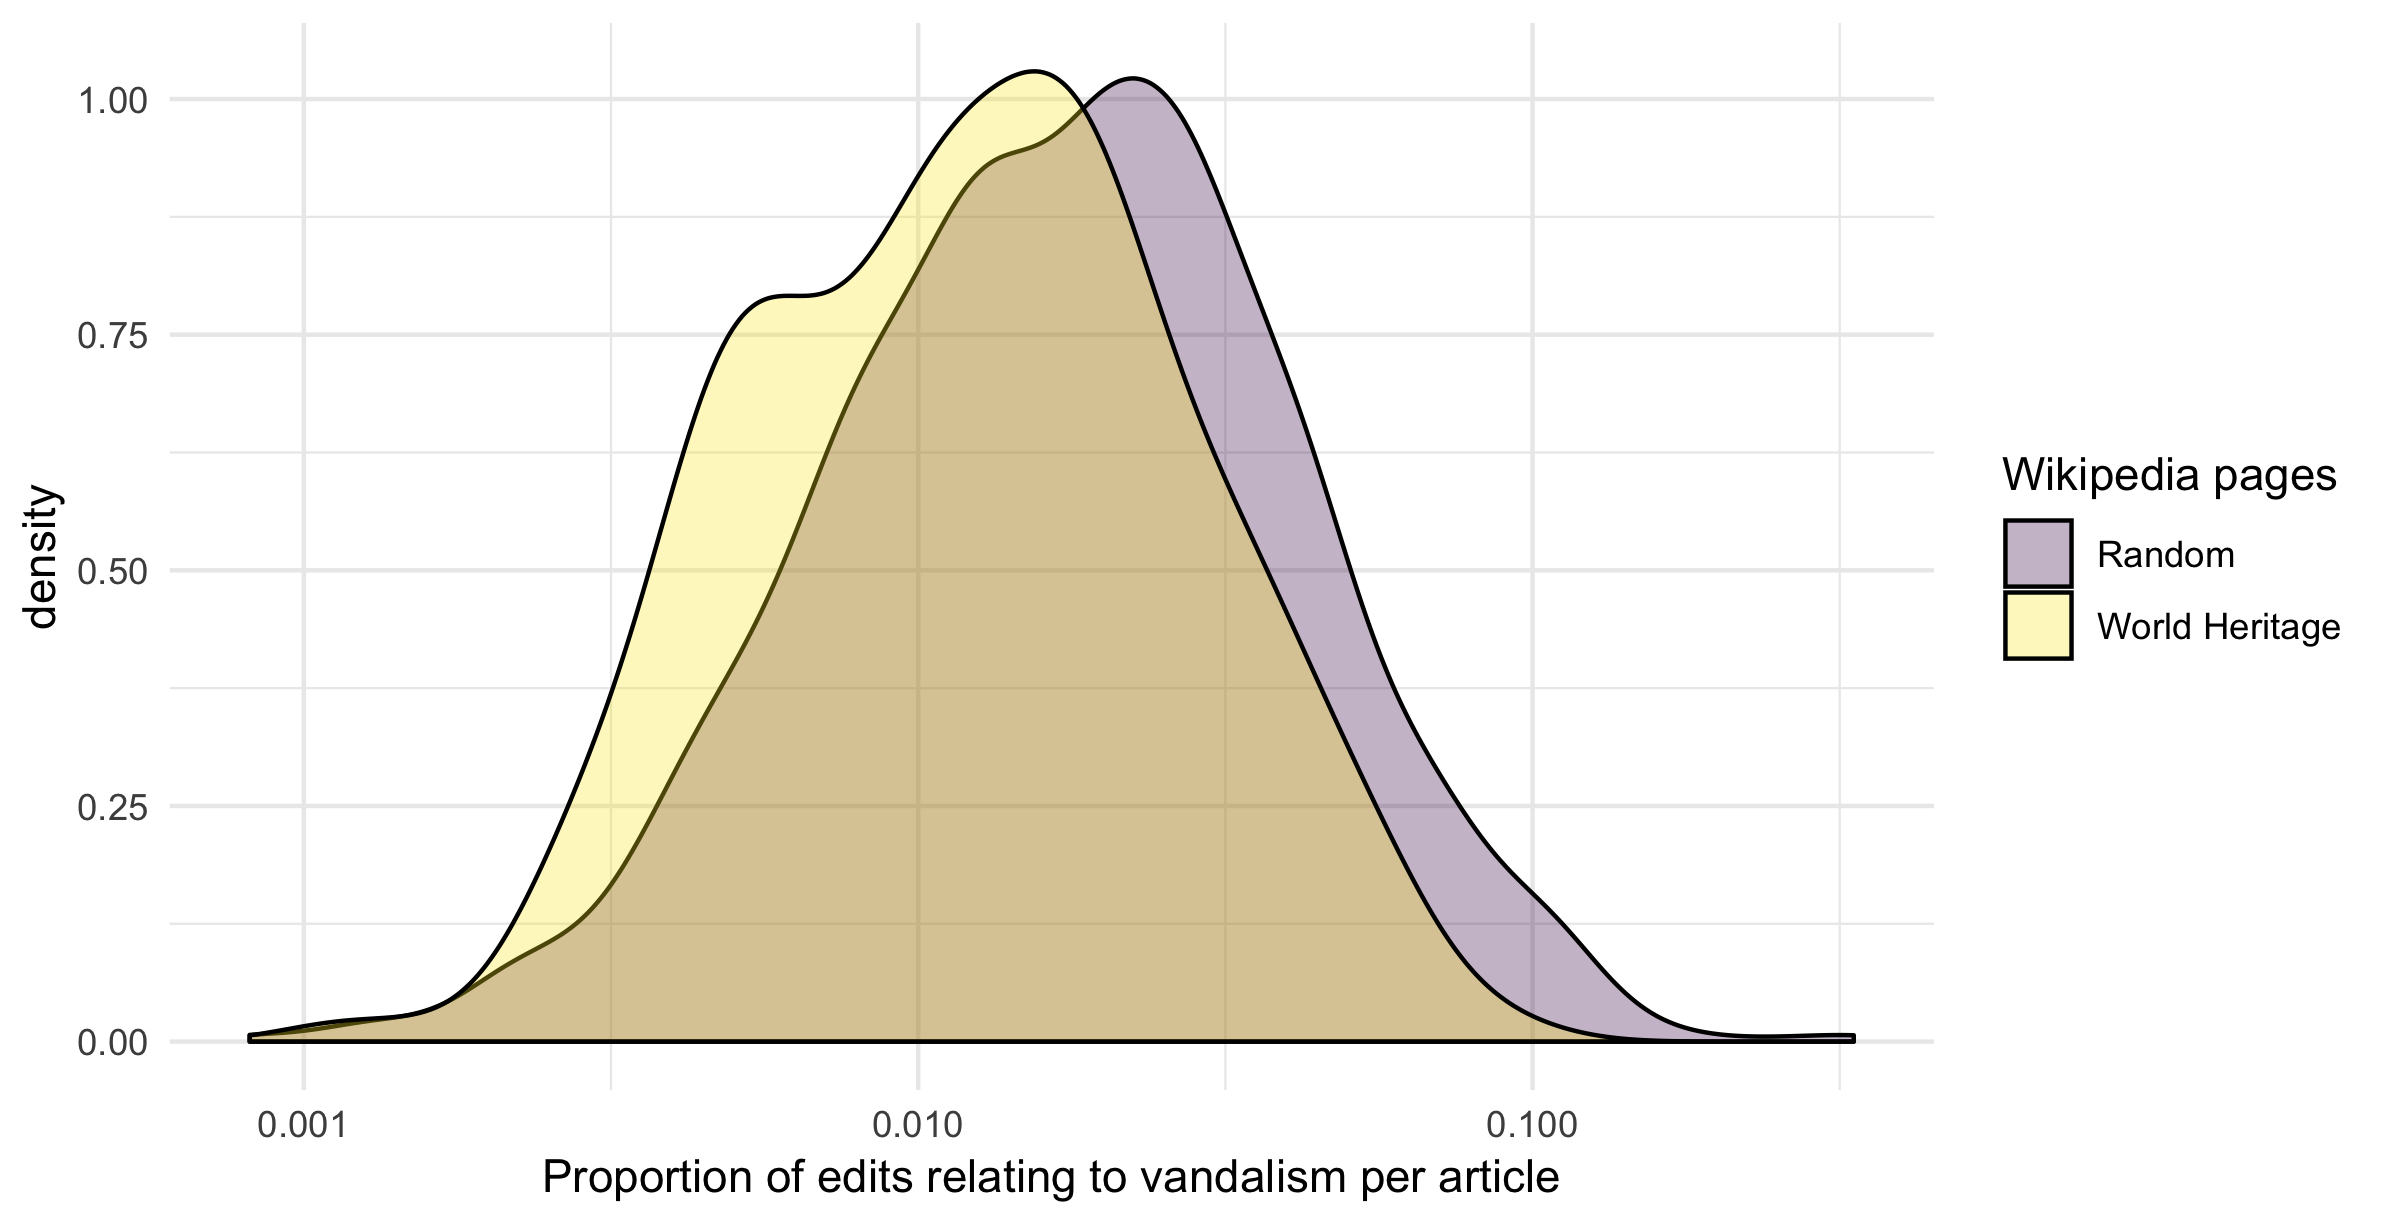 1.00
0.75
0.50
0.25
0.00
density
0.001
0.010
0.100
Proportion of edits relating to vandalism per article
Wikipedia pages
Random
World Heritage